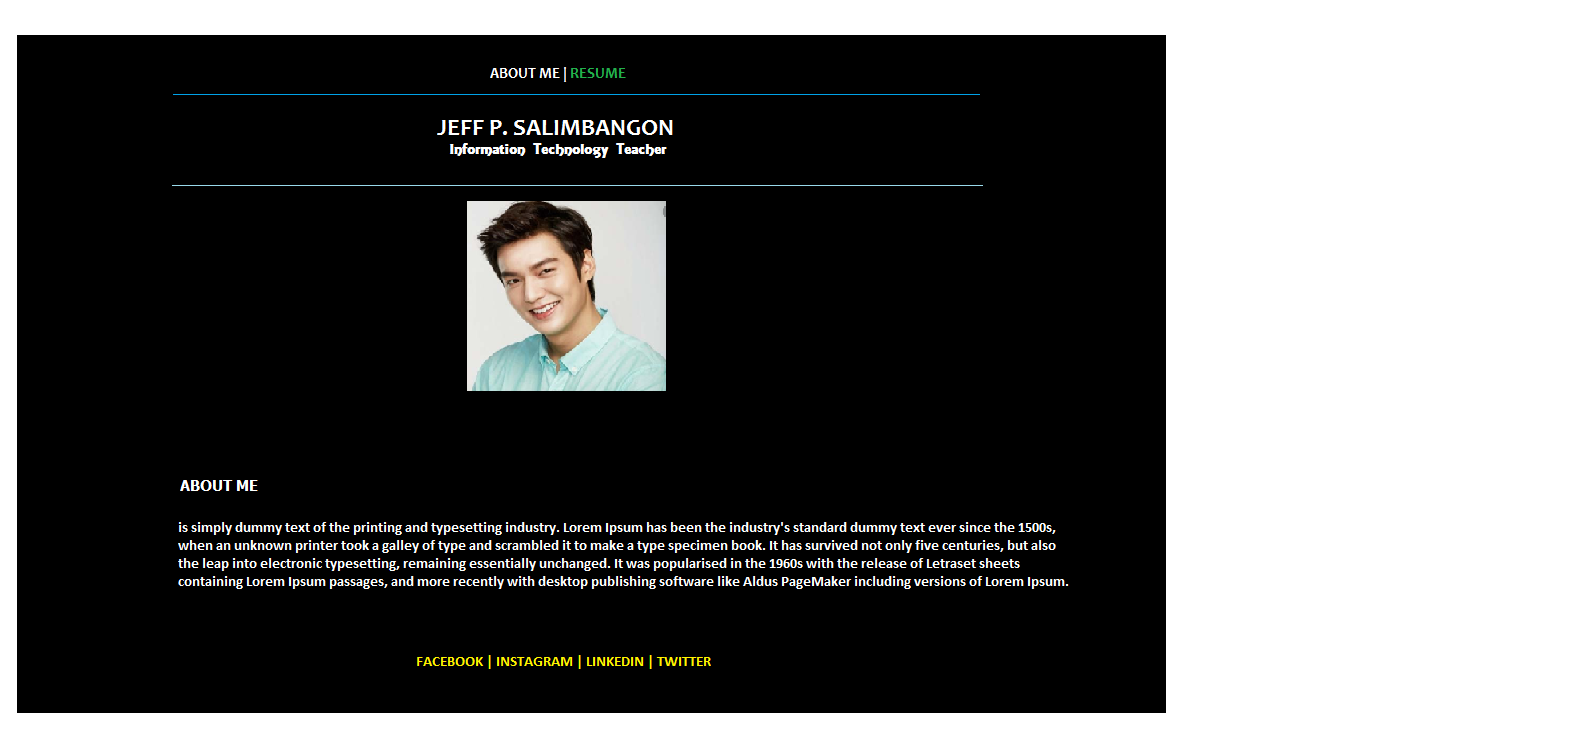 ABOUT ME | RESUME
JEFF P. SALIMBANGON
Information Technology Teacher
ABOUT ME
is simply dummy text of the printing and typesetting industry. Lorem Ipsum has been the industry's standard dummy text ever since the 1500s,
when an unknown printer took a galley of type and scrambled it to make a type specimen book. It has survived not only five centuries, but also
the leap into electronic typesetting, remaining essentially unchanged. It was popularised in the 1960s with the release of Letraset sheets
containing Lorem Ipsum passages, and more recently with desktop publishing software like Aldus PageMaker including versions of Lorem Ipsum.
FACEBOOK | INSTAGRAM | LINKEDIN | TWITTER